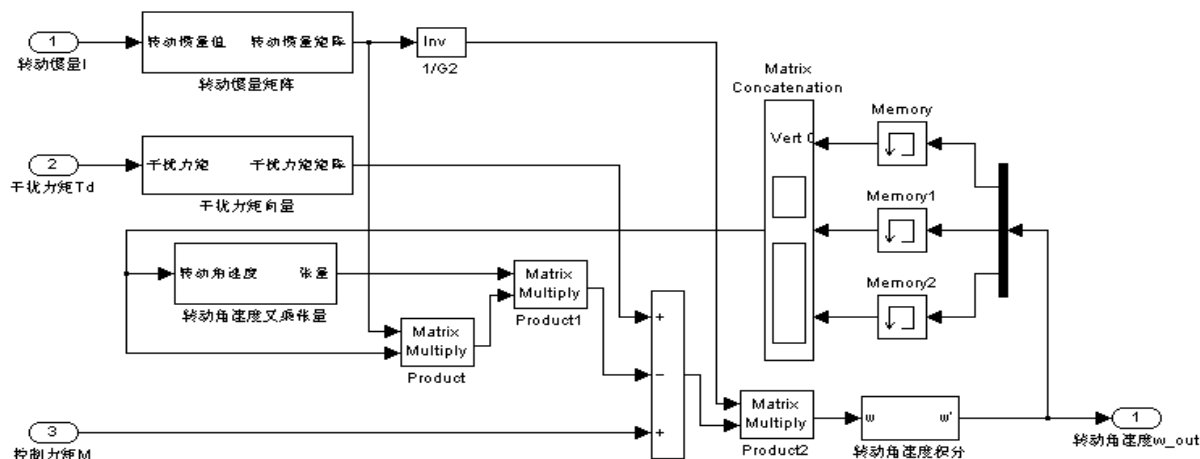 1
转动惯量I
转动惯量值 转动惯量矩阵
转动惯量矩阵
Inv
1/G2
Matrix
Concatenation
Vert C
Memory
Memory1
Memory2
2
干扰力矩Td
干扰力矩 干扰力矩矩阵
干扰力矩向量
转动角速度 张量
转动角速度叉乘张量
Matrix
Multiply
Product1
Matrix
Multiply
Product
+
−
+
3
控制力矩M
Matrix
Multiply
Product2
w w'
转动角速度积分
1
转动角速度w_out